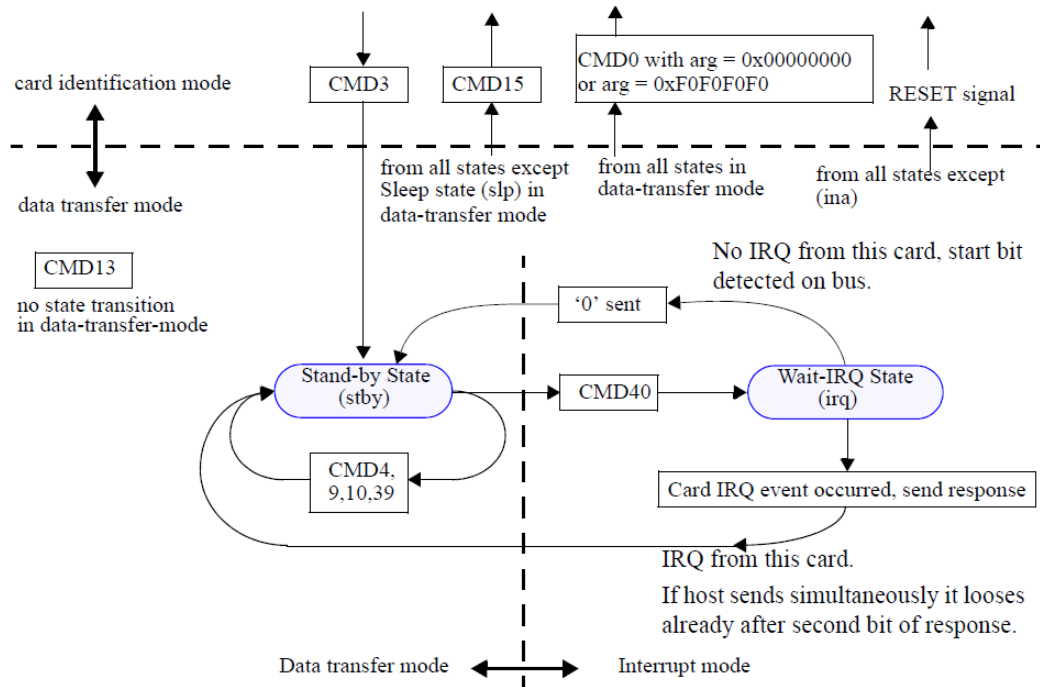 card identification mode
CMD3
CMD15
CMD0 with arg = 0x00000000
or arg = 0xF0F0F0F0
RESET signal
from all states except
Sleep state (slp) in
data-transfer mode
from all states in
data-transfer mode
from all states except
(ina)
data transfer mode
CMD13
no state transition
in data-transfer-mode
No IRQ from this card, start bit
detected on bus.
‘0’ sent
Stand-by State
(stby)
CMD40
Wait-IRQ State
(irq)
CMD4,
9,10,39
Card IRQ event occurred, send response
IRQ from this card.
If host sends simultaneously it looses
already after second bit of response.
Data transfer mode
Interrupt mode